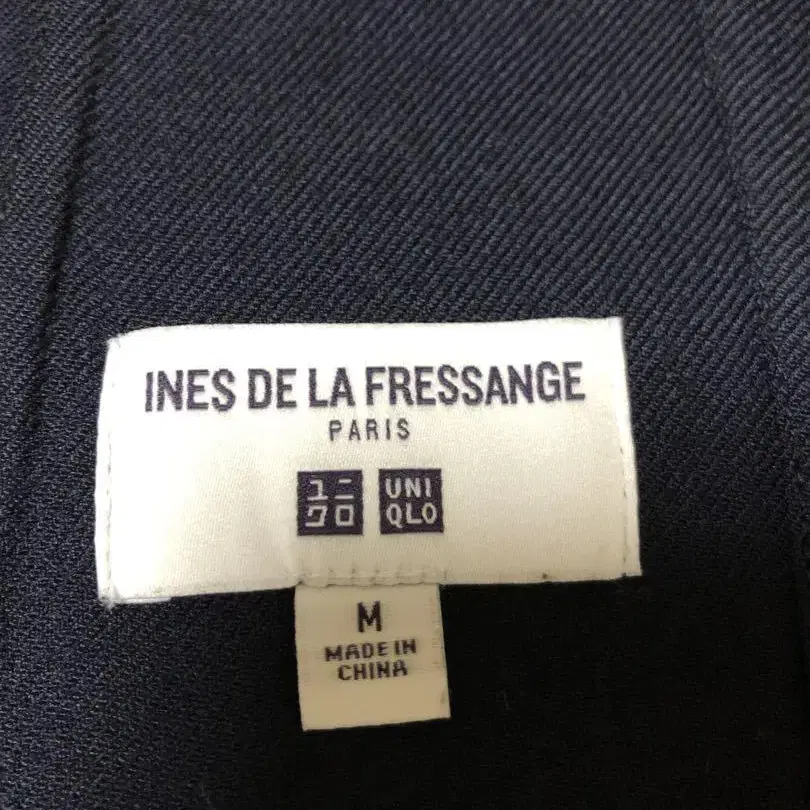 INES DE LA FRESSANGE
PARIS
ユニ
クロ
UNI
QLO
M
MADE IN
CHINA